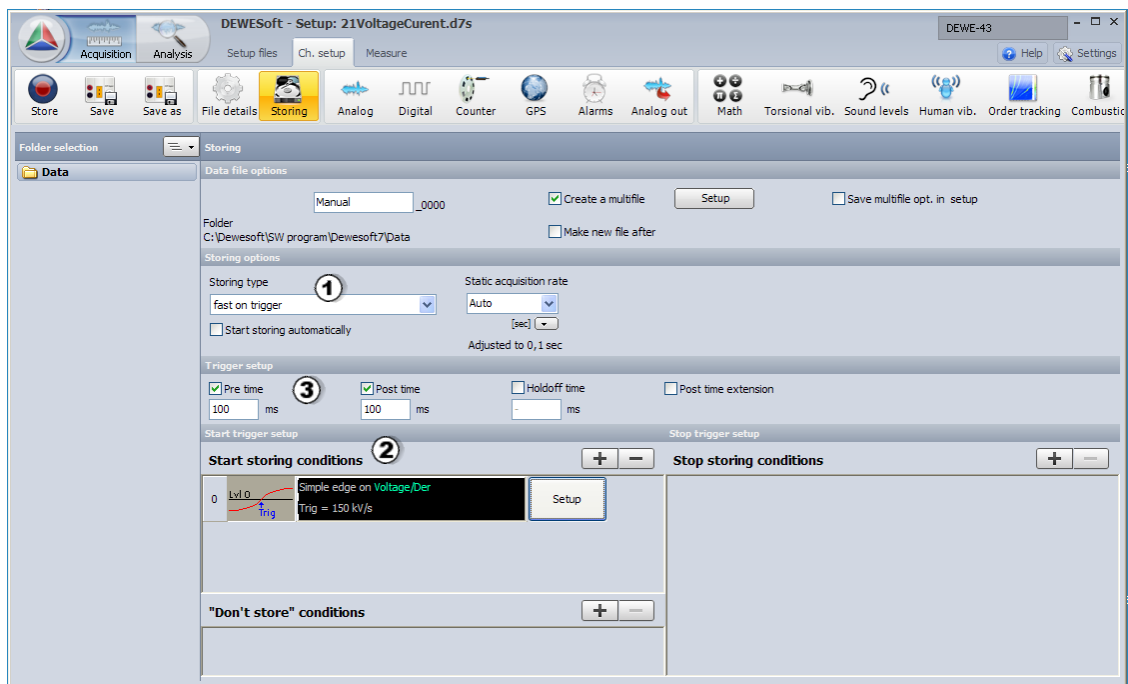 DEWESoft - Setup: 21VoltageCurent.d7s
DEWE-43
Acquisition Analysis Setup files Ch. setup Measure Help Settings
Store Save Save as File details Storing Analog Digital Counter GPS Alarms Analog out Math Torsional vib. Sound levels Human vib. Order tracking Combustic
Folder selection Storing
Data Data file options
Manual _0000 Create a multifile Setup Save multifile opt. in setup
Folder
C:\Dewesoft\SW program\Dewesoft7\Data Make new file after
Storing options
Storing type 1 Static acquisition rate
fast on trigger Auto
[sec]
Start storing automatically
Adjusted to 0,1 sec
Trigger setup
Pre time 3 Post time Holdoff time Post time extension
100 ms 100 ms - ms
Start trigger setup 2 Stop trigger setup
Start storing conditions + − Stop storing conditions + −
0 Lvl 0 Trig Simple edge on Voltage/Der Setup
Trig = 150 kV/s
"Don't store" conditions + −